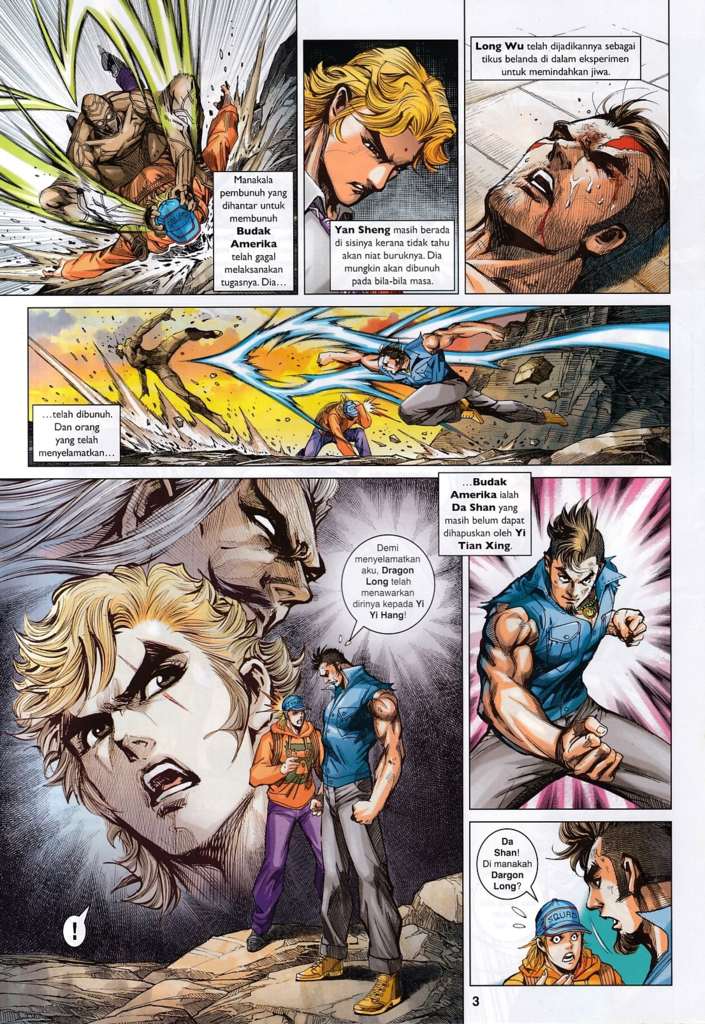 Manakala
pembunuh yang
dihantar untuk
membunuh
Budak
Amerika
telah gagal
melaksanakan
tugasnya. Dia...
Yan Sheng masih berada
di sisinya kerana tidak tahu
akan niat buruknya. Dia
mungkin akan dibunuh
pada bila-bila masa.
Long Wu telah dijadikannya sebagai
tikus belanda di dalam eksperimen
untuk memindahkan jiwa.
...telah dibunuh.
Dan orang
yang telah
menyelamatkan...
...Budak
Amerika ialah
Da Shan yang
masih belum dapat
dihapuskan oleh Yi
Tian Xing.
Demi
menyelamatkan
aku, Dragon
Long telah
menawarkan
dirinya kepada Yi
Yi Hang!
!
Da
Shan!
Di manakah
Dargon
Long?
SQUAD
3